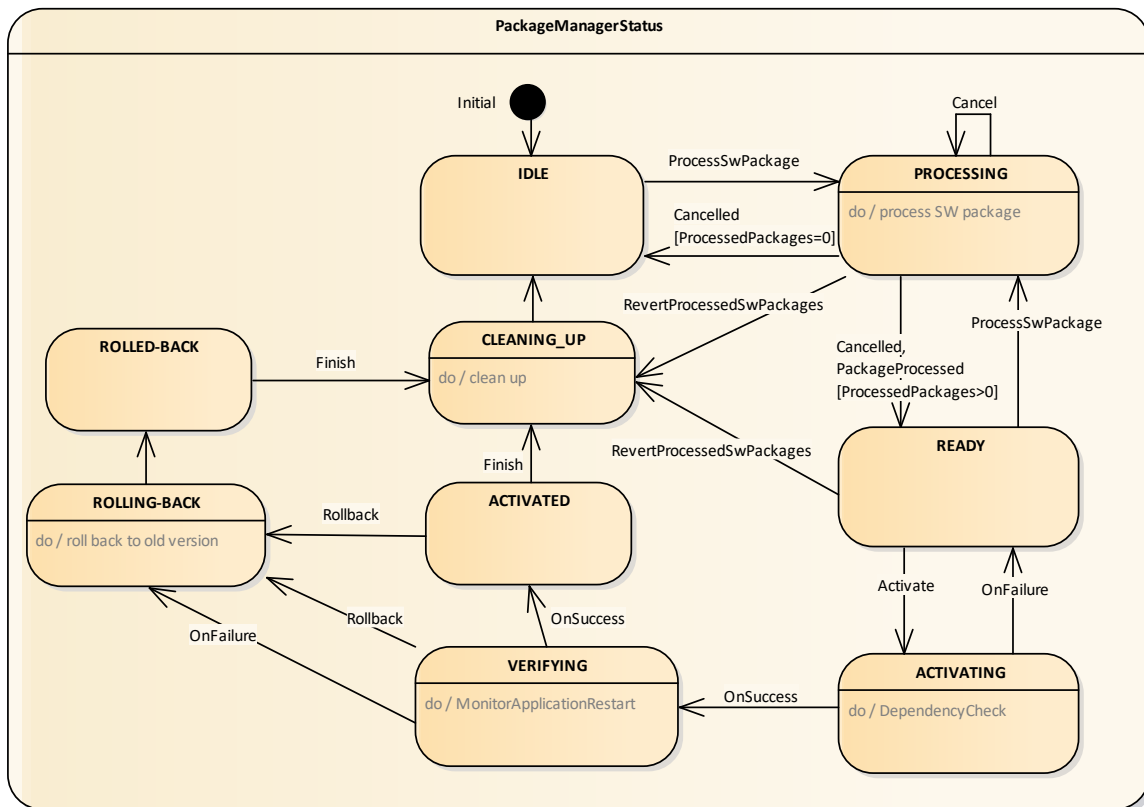 PackageManagerStatus
Initial
Cancel
IDLE
ProcessSwPackage
PROCESSING
do / process SW package
Cancelled
[ProcessedPackages=0]
RevertProcessedSwPackages
ProcessSwPackage
ROLLED-BACK
Finish
CLEANING_UP
do / clean up
Cancelled,
PackageProcessed
[ProcessedPackages>0]
RevertProcessedSwPackages
READY
Finish
ROLLING-BACK
do / roll back to old version
Rollback
ACTIVATED
Activate
OnFailure
Rollback
OnSuccess
OnFailure
VERIFYING
do / MonitorApplicationRestart
OnSuccess
ACTIVATING
do / DependencyCheck